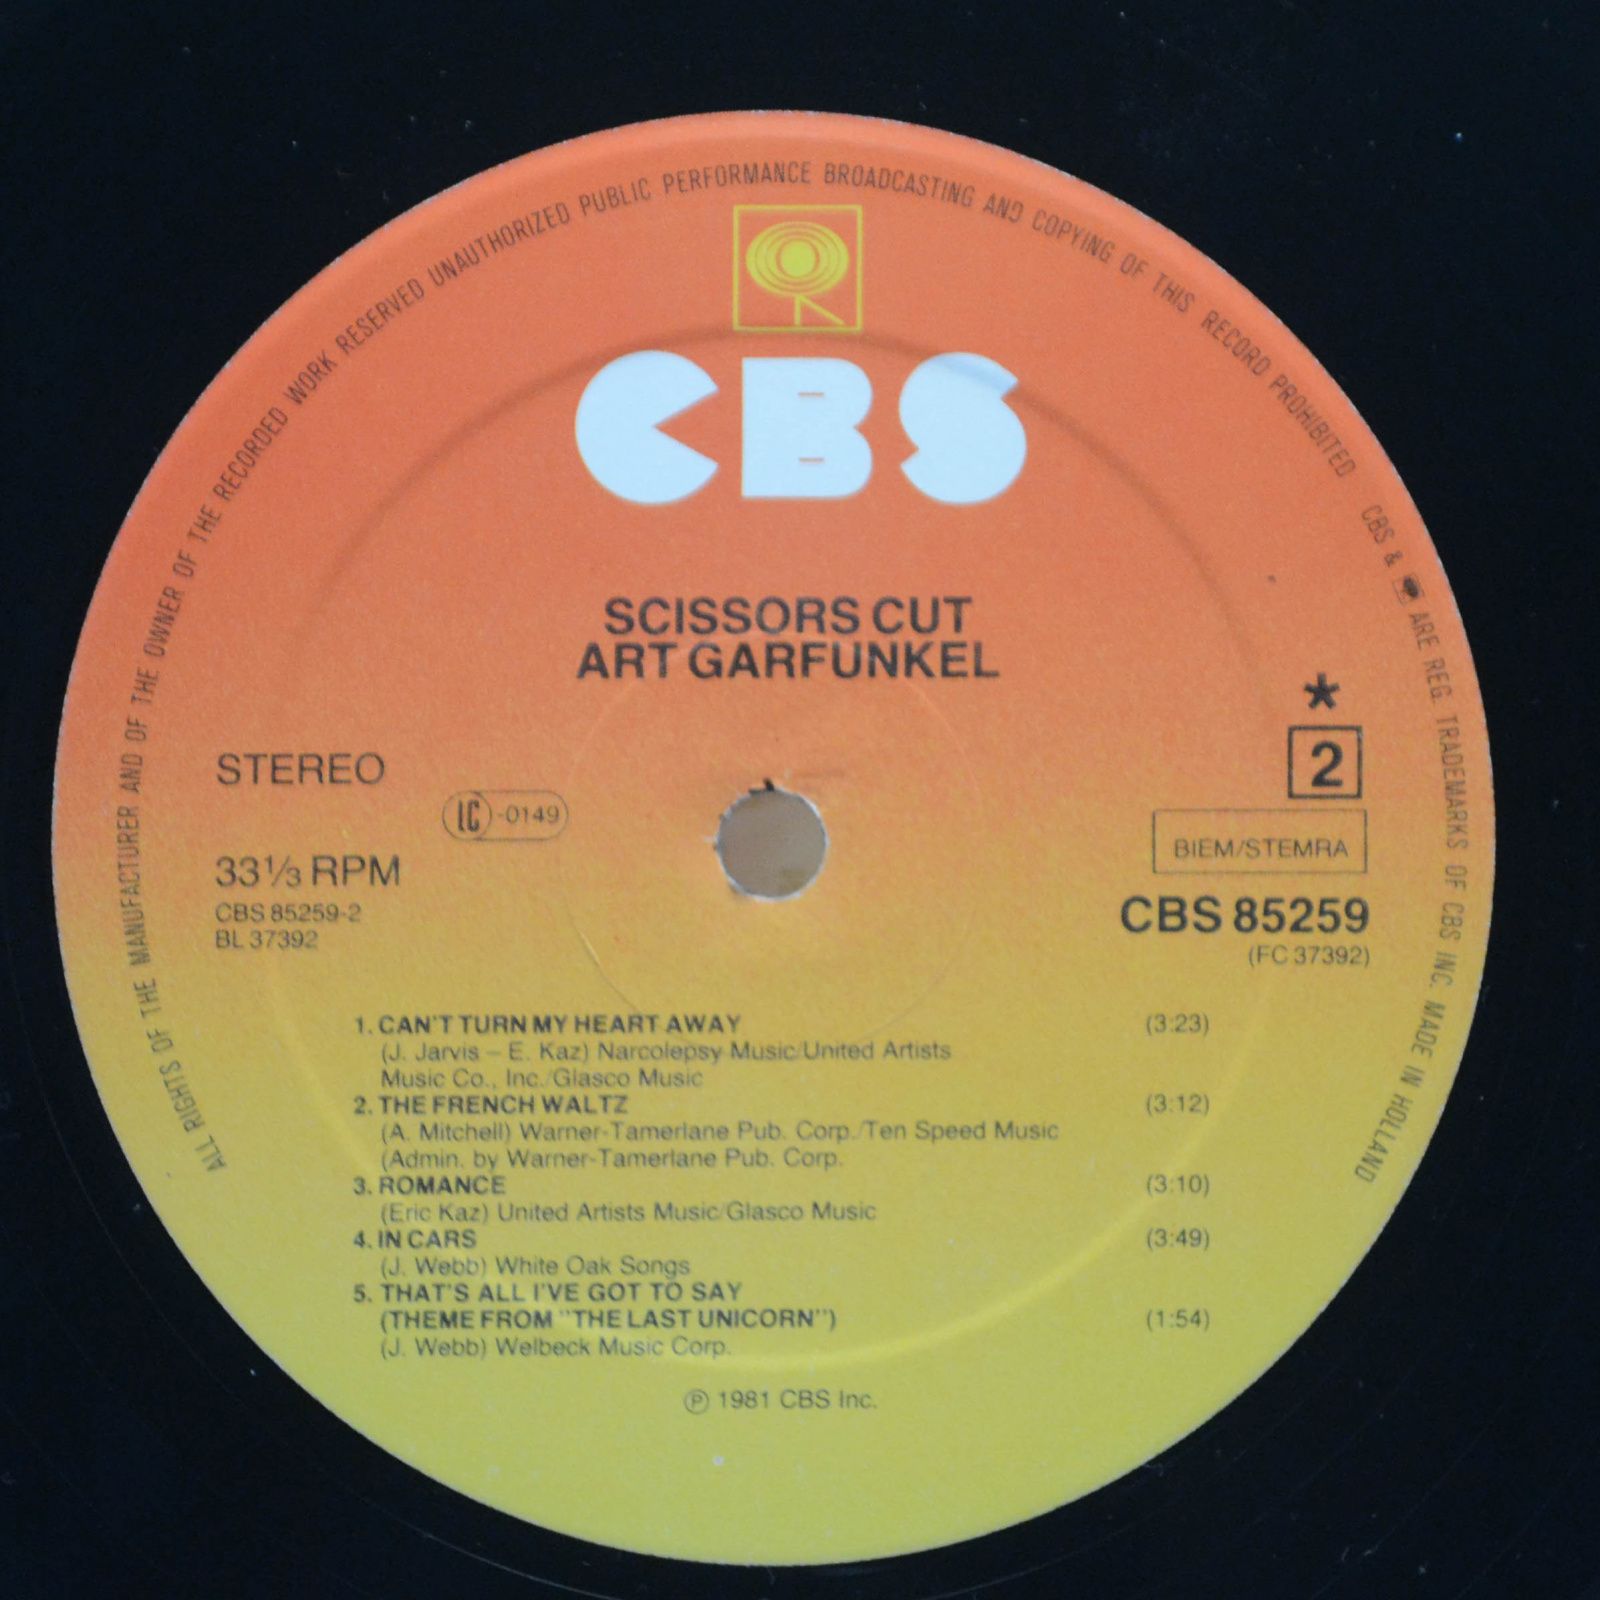 ALL RIGHTS OF THE MANUFACTURER AND OF THE OWNER OF THE RECORDED WORK RESERVED UNAUTHORIZED PUBLIC PERFORMANCE BROADCASTING AND COPYING OF THIS RECORD PROHIBITED CBS & ARE REG. TRADEMARKS OF CBS INC. MADE IN HOLLAND
CBS
SCISSORS CUT
ART GARFUNKEL
*
STEREO
2
LC-0149
BIEM/STEMRA
33⅓ RPM
CBS 85259-2
BL 37392
CBS 85259
(FC 37392)
1. CAN'T TURN MY HEART AWAY (3:23)
(J. Jarvis – E. Kaz) Narcolepsy Music/United Artists
Music Co., Inc./Glasco Music
2. THE FRENCH WALTZ (3:12)
(A. Mitchell) Warner-Tamerlane Pub. Corp./Ten Speed Music
(Admin. by Warner-Tamerlane Pub. Corp.
3. ROMANCE (3:10)
(Eric Kaz) United Artists Music/Glasco Music
4. IN CARS (3:49)
(J. Webb) White Oak Songs
5. THAT'S ALL I'VE GOT TO SAY
(THEME FROM "THE LAST UNICORN") (1:54)
(J. Webb) Welbeck Music Corp.
℗ 1981 CBS Inc.